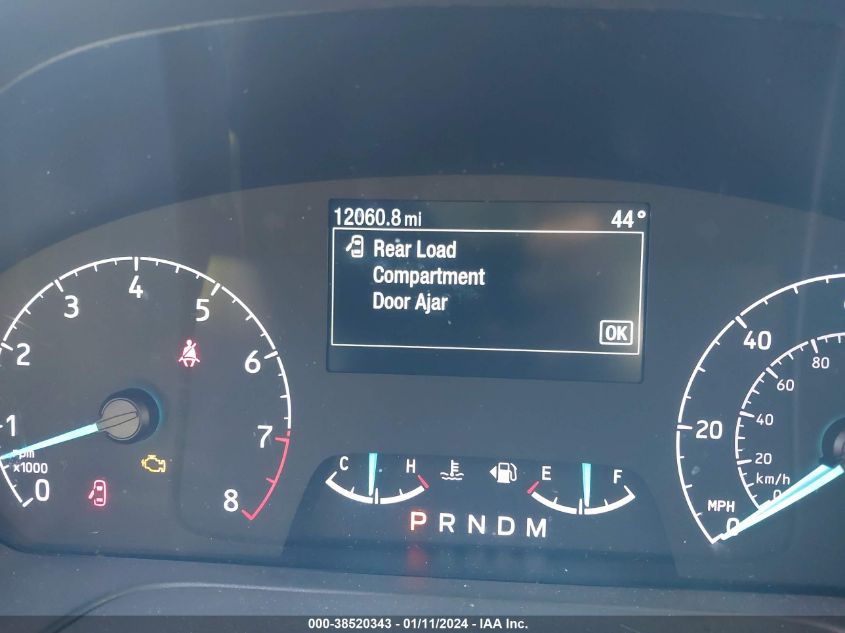 12060.8 mi 44°
Rear Load
Compartment
Door Ajar
OK
0 1 2 3 4 5 6 7 8
rpm
x1000
C H E F
P R N D M
0 20 40
MPH
0 20 40 60 80
km/h
000-38520343 - 01/11/2024 - IAA Inc.